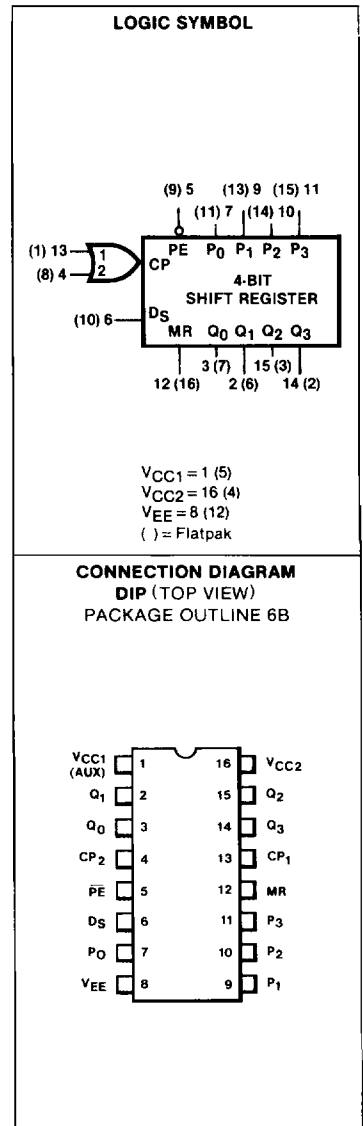 LOGIC SYMBOL
(9) 5 (13) 9 (15) 11
(11) 7 (14) 10
(1) 13 1
(8) 4 2
PE P0 P1 P2 P3
CP
4-BIT
SHIFT REGISTER
(10) 6 DS
MR Q0 Q1 Q2 Q3
3 (7) 15 (3)
12 (16) 2 (6) 14 (2)
VCC1 = 1 (5)
VCC2 = 16 (4)
VEE = 8 (12)
( ) = Flatpak
CONNECTION DIAGRAM
DIP (TOP VIEW)
PACKAGE OUTLINE 6B
VCC1 (AUX) 1 16 VCC2
Q1 2 15 Q2
Q0 3 14 Q3
CP2 4 13 CP1
P̅E̅ 5 12 MR
DS 6 11 P3
P0 7 10 P2
VEE 8 9 P1